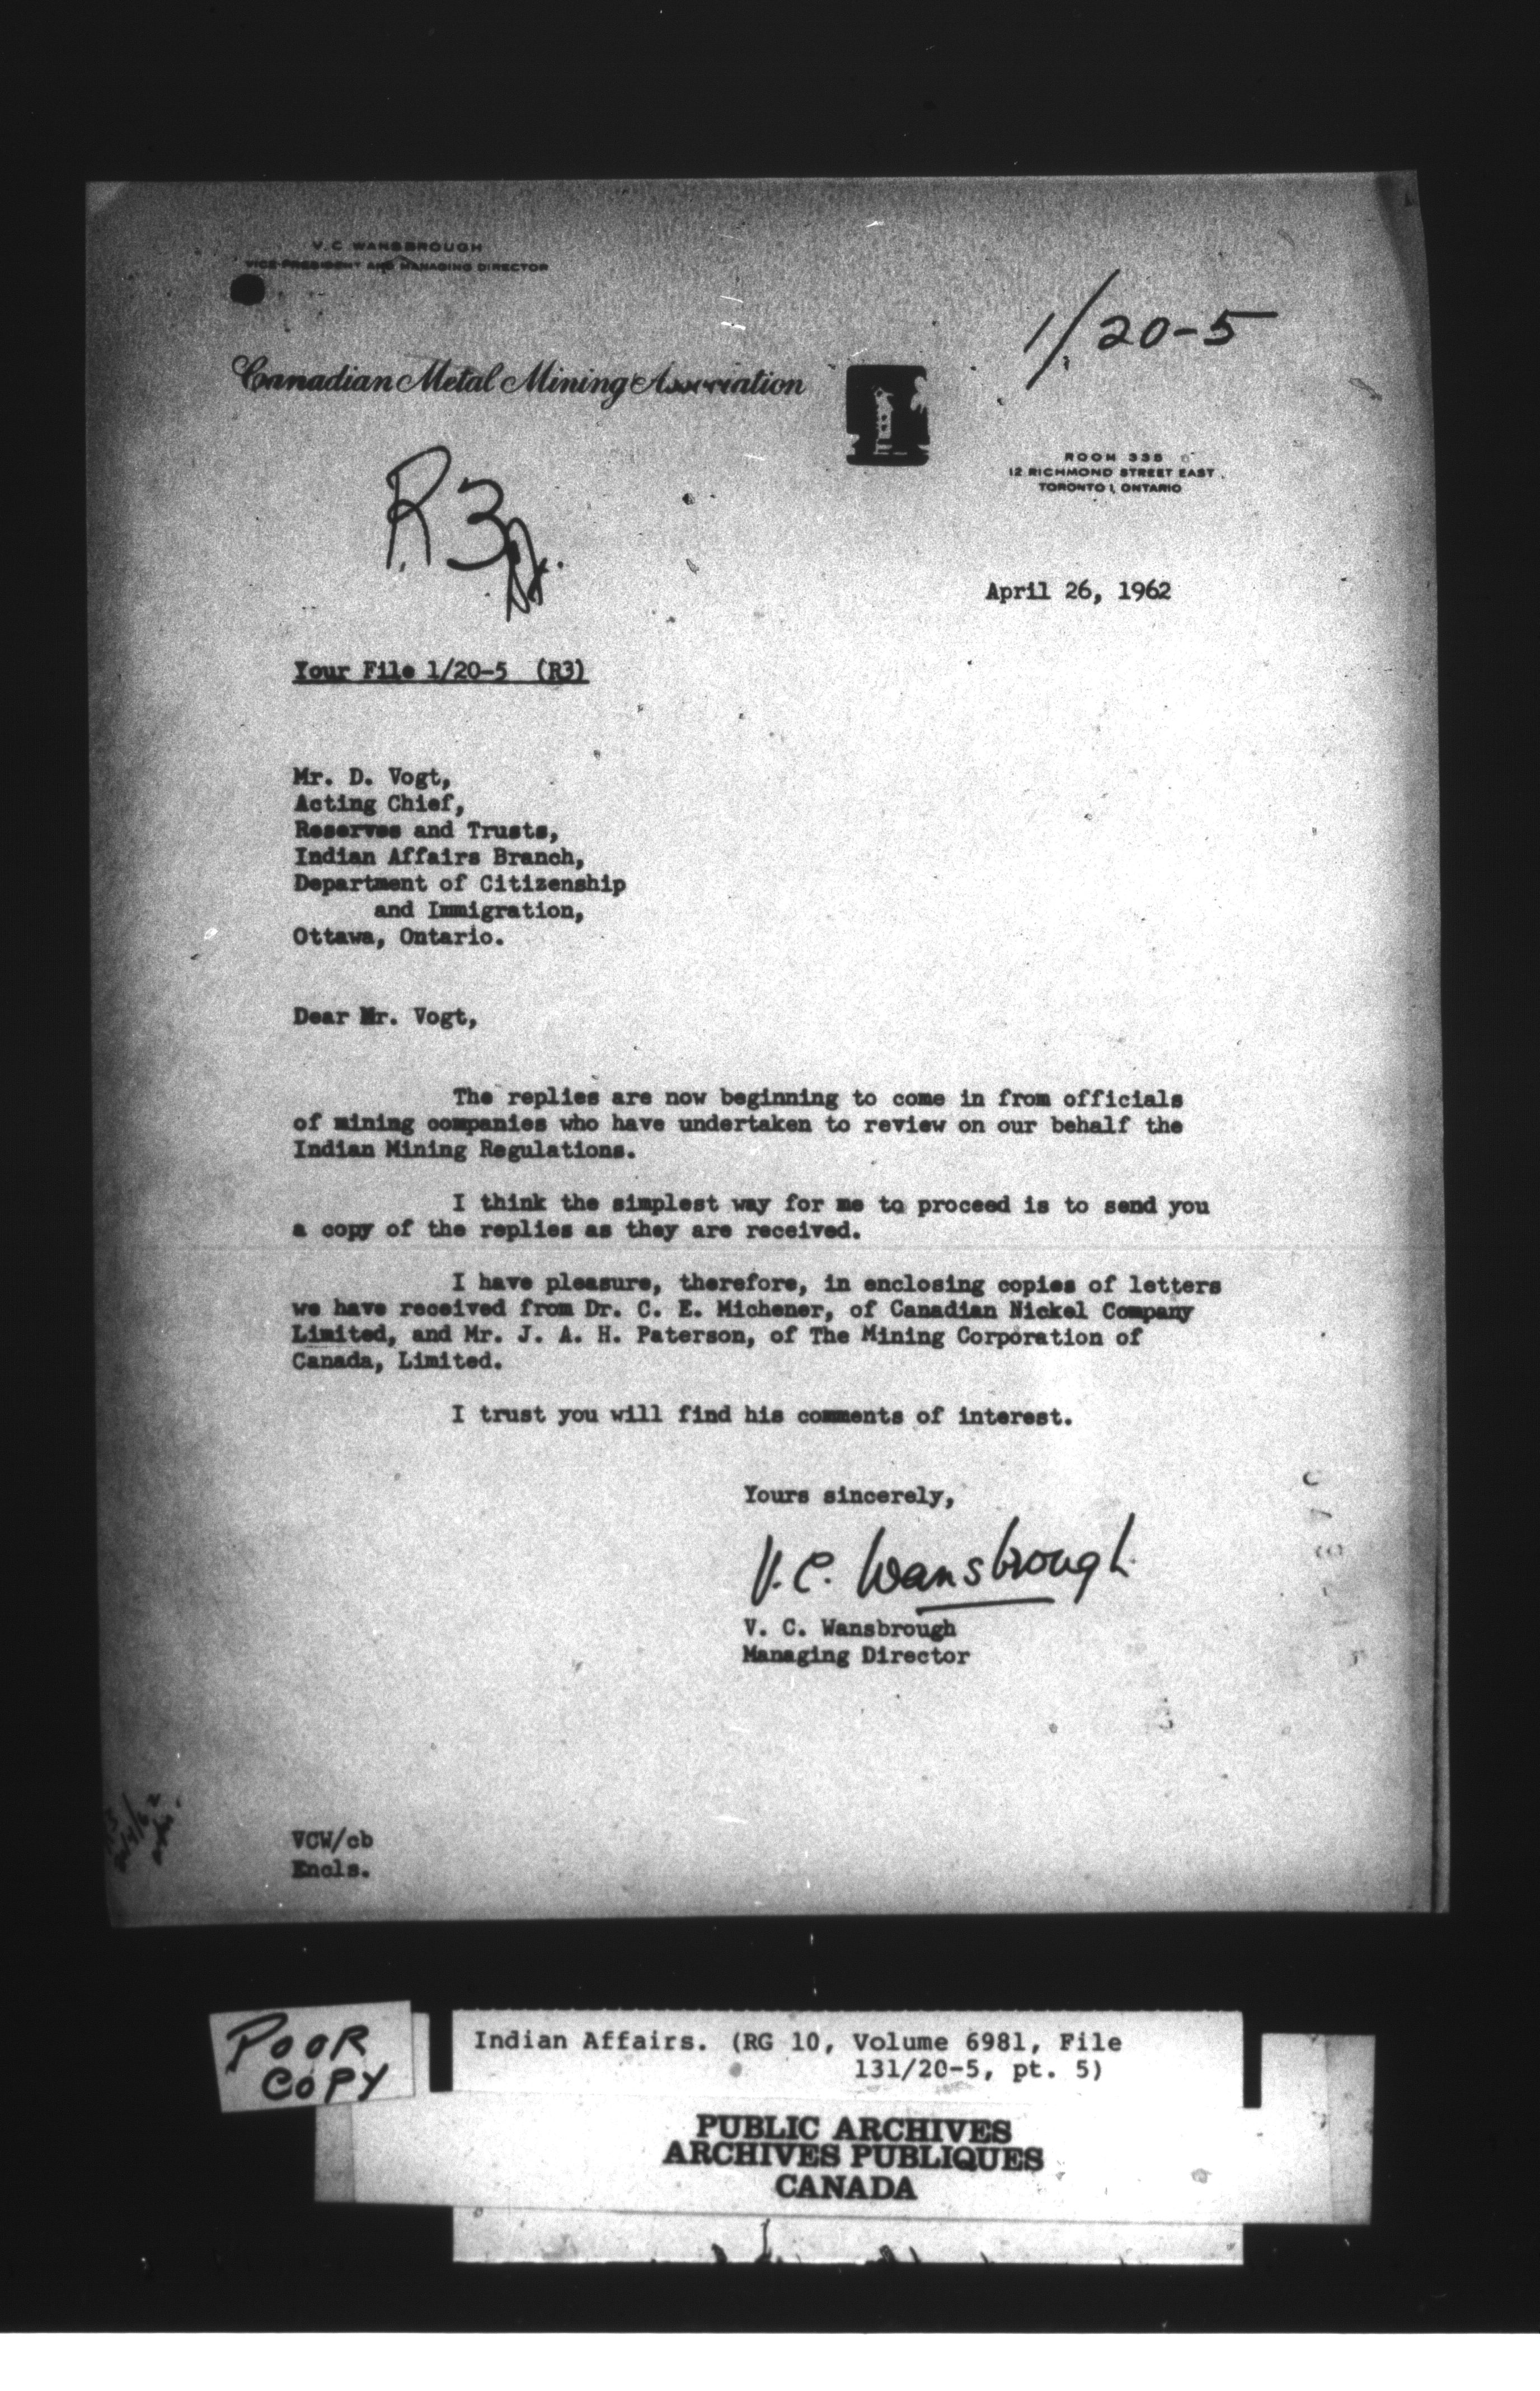 V. C. WANSBROUGH
VICE-PRESIDENT AND MANAGING DIRECTOR
1/20-5
Canadian Metal Mining Association
ROOM 335
12 RICHMOND STREET EAST
TORONTO 1, ONTARIO
R3
April 26, 1962
Your File 1/20-5 (R3)
Mr. D. Vogt,
Acting Chief,
Reserves and Trusts,
Indian Affairs Branch,
Department of Citizenship
and Immigration,
Ottawa, Ontario.
Dear Mr. Vogt,
The replies are now beginning to come in from officials
of mining companies who have undertaken to review on our behalf the
Indian Mining Regulations.
I think the simplest way for me to proceed is to send you
a copy of the replies as they are received.
I have pleasure, therefore, in enclosing copies of letters
we have received from Dr. C. E. Michener, of Canadian Nickel Company
Limited, and Mr. J. A. H. Paterson, of The Mining Corporation of
Canada, Limited.
I trust you will find his comments of interest.
Yours sincerely,
V. C. Wansbrough
V. C. Wansbrough
Managing Director
VCW/cb
Encls.
POOR
COPY
Indian Affairs. (RG 10, Volume 6981, File
131/20-5, pt. 5)
PUBLIC ARCHIVES
ARCHIVES PUBLIQUES
CANADA